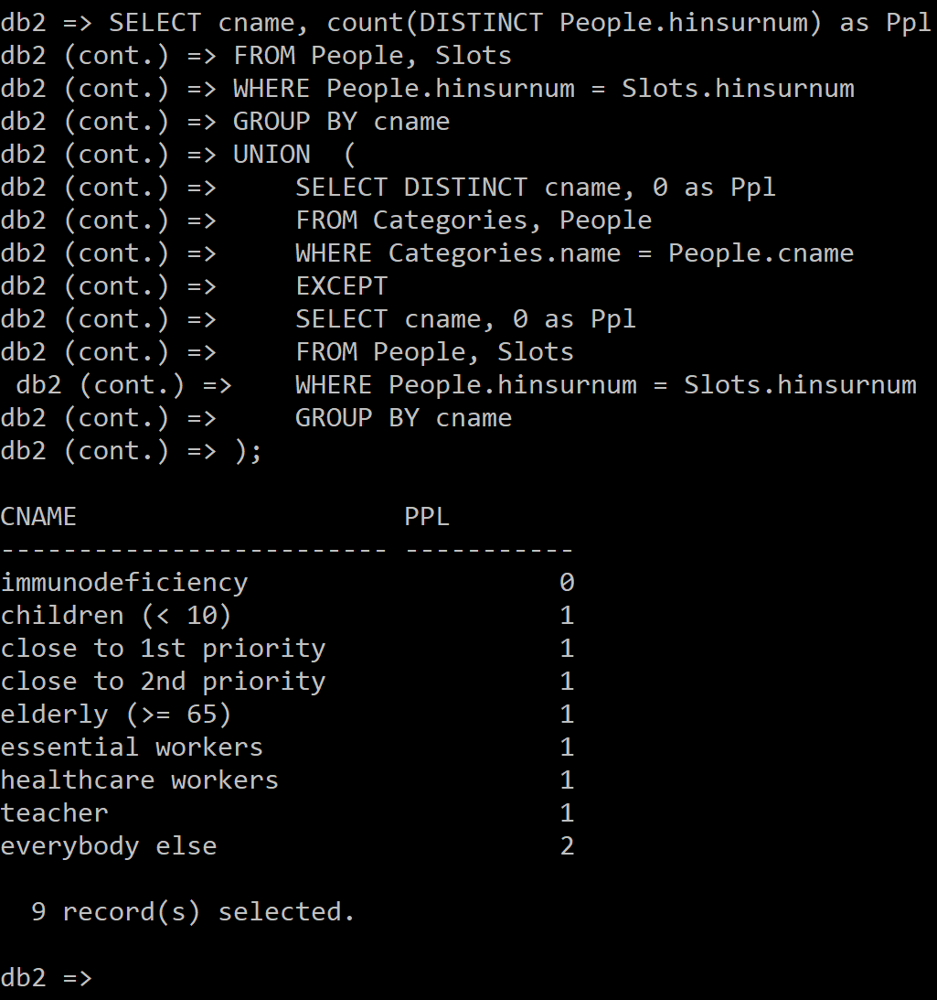 db2 => SELECT cname, count(DISTINCT People.hinsurnum) as Ppl
db2 (cont.) => FROM People, Slots
db2 (cont.) => WHERE People.hinsurnum = Slots.hinsurnum
db2 (cont.) => GROUP BY cname
db2 (cont.) => UNION  (
db2 (cont.) =>     SELECT DISTINCT cname, 0 as Ppl
db2 (cont.) =>     FROM Categories, People
db2 (cont.) =>     WHERE Categories.name = People.cname
db2 (cont.) =>     EXCEPT
db2 (cont.) =>     SELECT cname, 0 as Ppl
db2 (cont.) =>     FROM People, Slots
 db2 (cont.) =>    WHERE People.hinsurnum = Slots.hinsurnum
db2 (cont.) =>     GROUP BY cname
db2 (cont.) => );

CNAME                     PPL
------------------------- -----------
immunodeficiency                    0
children (< 10)                     1
close to 1st priority               1
close to 2nd priority               1
elderly (>= 65)                     1
essential workers                   1
healthcare workers                  1
teacher                             1
everybody else                      2

  9 record(s) selected.

db2 =>